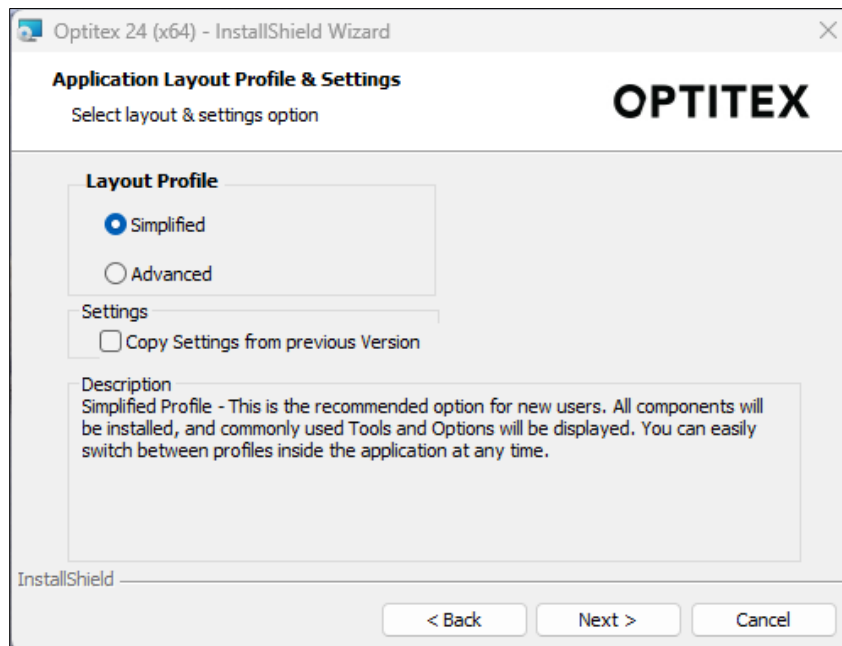 Optitex 24 (x64) - InstallShield Wizard
Application Layout Profile & Settings
Select layout & settings option
OPTITEX
Layout Profile
Simplified
Advanced
Settings
Copy Settings from previous Version
Description
Simplified Profile - This is the recommended option for new users. All components will
be installed, and commonly used Tools and Options will be displayed. You can easily
switch between profiles inside the application at any time.
InstallShield
< Back
Next >
Cancel